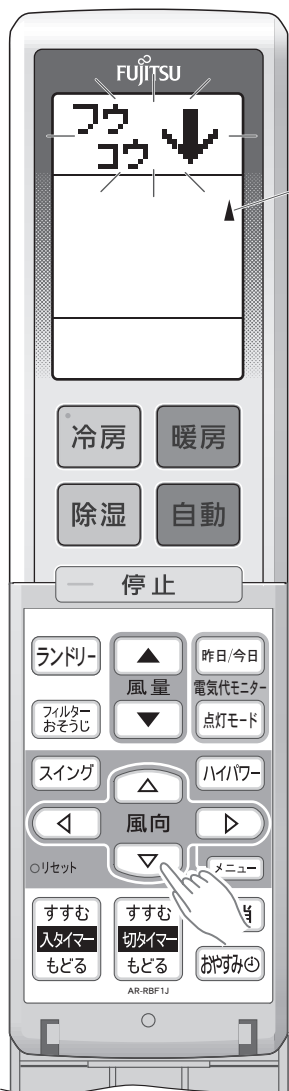 FUJITSU
フウ
コウ
冷房
暖房
除湿
自動
停止
ランドリー
風量
昨日/今日
電気代モニター
点灯モード
フィルター
おそうじ
スイング
ハイパワー
風向
リセット
メニュー
すすむ
入タイマー
もどる
すすむ
切タイマー
もどる
おやすみ
AR-RBF1J